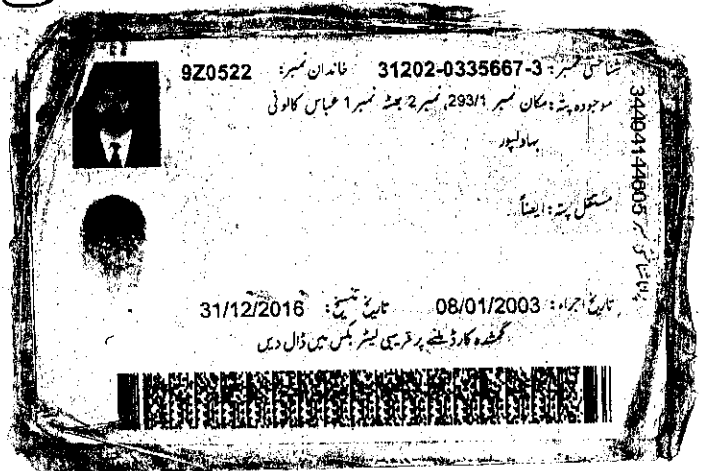 شناختی نمبر: 31202-0335667-3 خاندان نمبر: 9Z0522
موجودہ پتہ: مکان نمبر 293/1، نمبر 2 بھٹہ نمبر 1 عباس کالونی
بہاولپور
مستقل پتہ: ایضاً
تاریخ اجراء: 08/01/2003 تاریخ تنسیخ: 31/12/2016
گمشدہ کارڈ ملنے پر قریبی لیٹر بکس میں ڈال دیں
34404144605